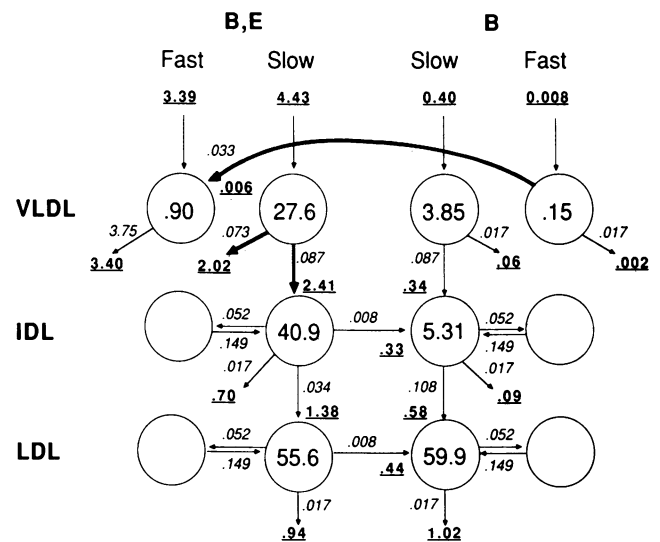 B,E B
Fast Slow Slow Fast
3.39 4.43 0.40 0.008
.033
.006
VLDL .90 27.6 3.85 .15
3.75 .073 .017 .017
.087 .087
3.40 2.02 .06 .002
2.41 .34
.052 .008 .052
IDL 40.9 5.31
.149 .33 .149
.017 .017
.034 .108
.70 .09
1.38 .58
.052 .008 .052
LDL 55.6 59.9
.149 .44 .149
.017 .017
.94 1.02